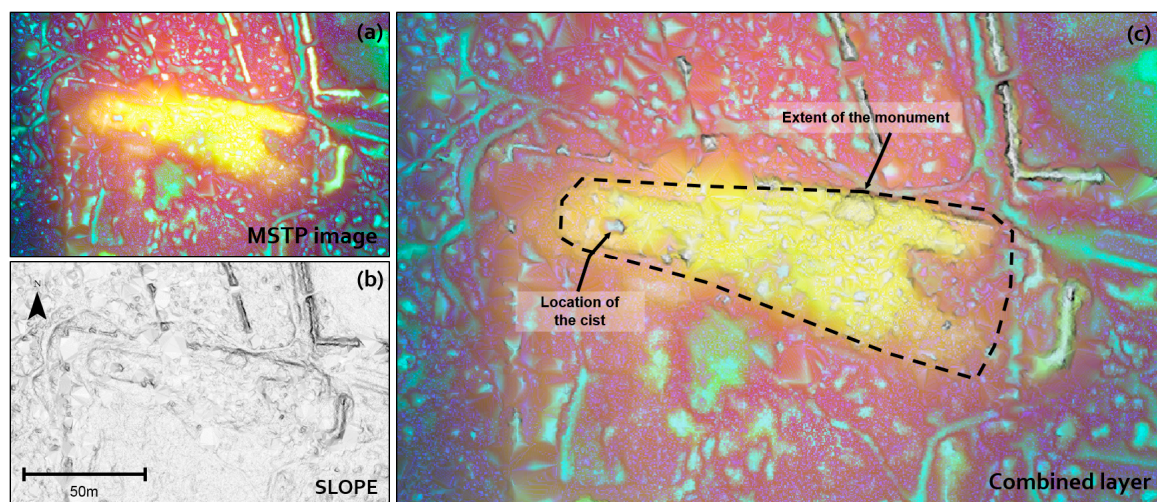 (a)
MSTP image
(b)
N
50m
SLOPE
(c)
Extent of the monument
Location of
the cist
Combined layer